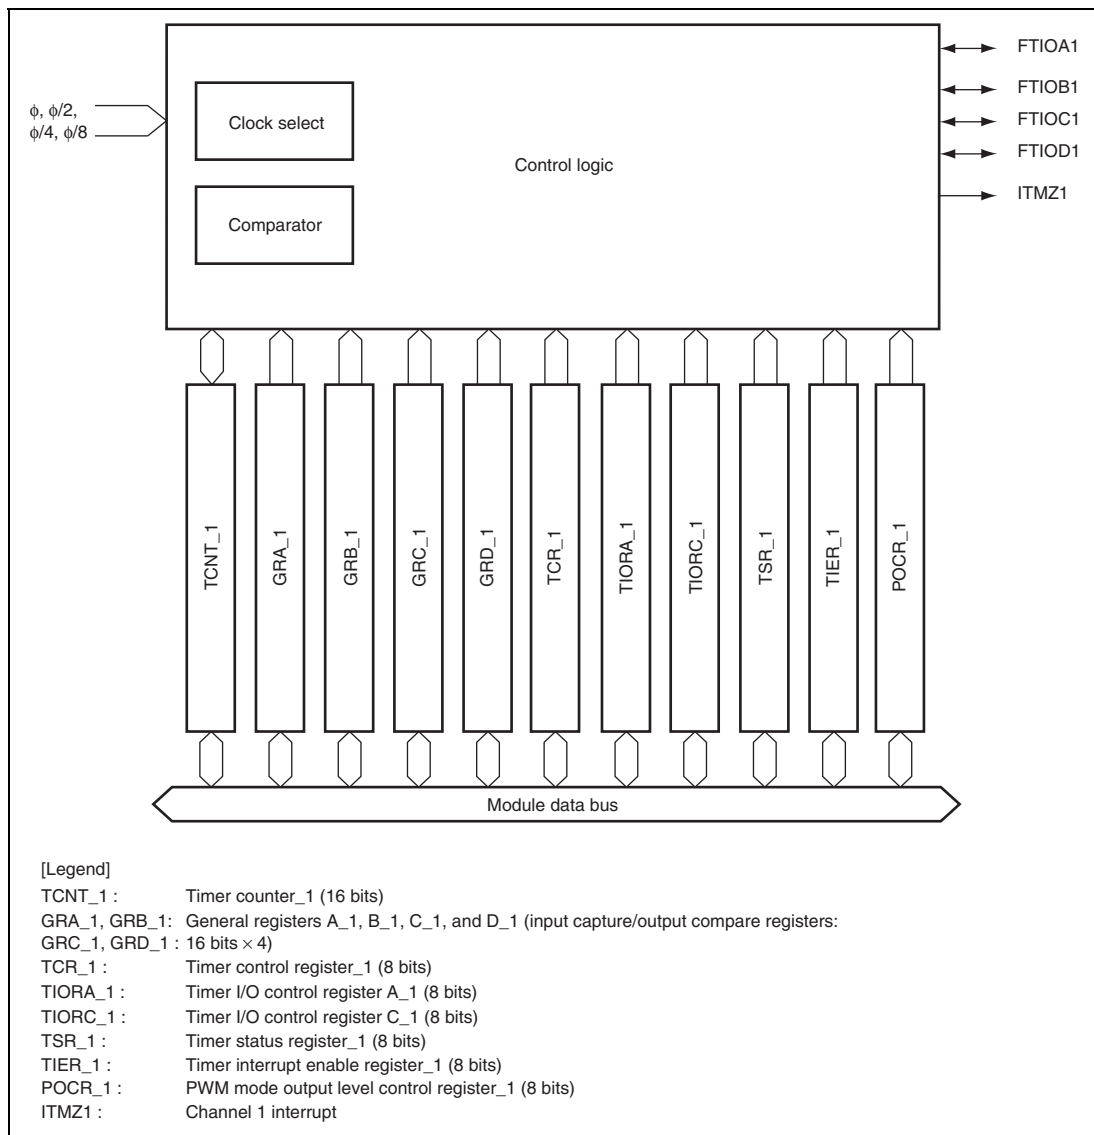 FTIOA1
FTIOB1
ϕ, ϕ/2,
ϕ/4, ϕ/8
Clock select
FTIOC1
FTIOD1
Control logic
ITMZ1
Comparator
TCNT_1
GRA_1
GRB_1
GRC_1
GRD_1
TCR_1
TIORA_1
TIORC_1
TSR_1
TIER_1
POCR_1
Module data bus
[Legend]
TCNT_1 : Timer counter_1 (16 bits)
GRA_1, GRB_1: General registers A_1, B_1, C_1, and D_1 (input capture/output compare registers:
GRC_1, GRD_1 : 16 bits × 4)
TCR_1 : Timer control register_1 (8 bits)
TIORA_1 : Timer I/O control register A_1 (8 bits)
TIORC_1 : Timer I/O control register C_1 (8 bits)
TSR_1 : Timer status register_1 (8 bits)
TIER_1 : Timer interrupt enable register_1 (8 bits)
POCR_1 : PWM mode output level control register_1 (8 bits)
ITMZ1 : Channel 1 interrupt